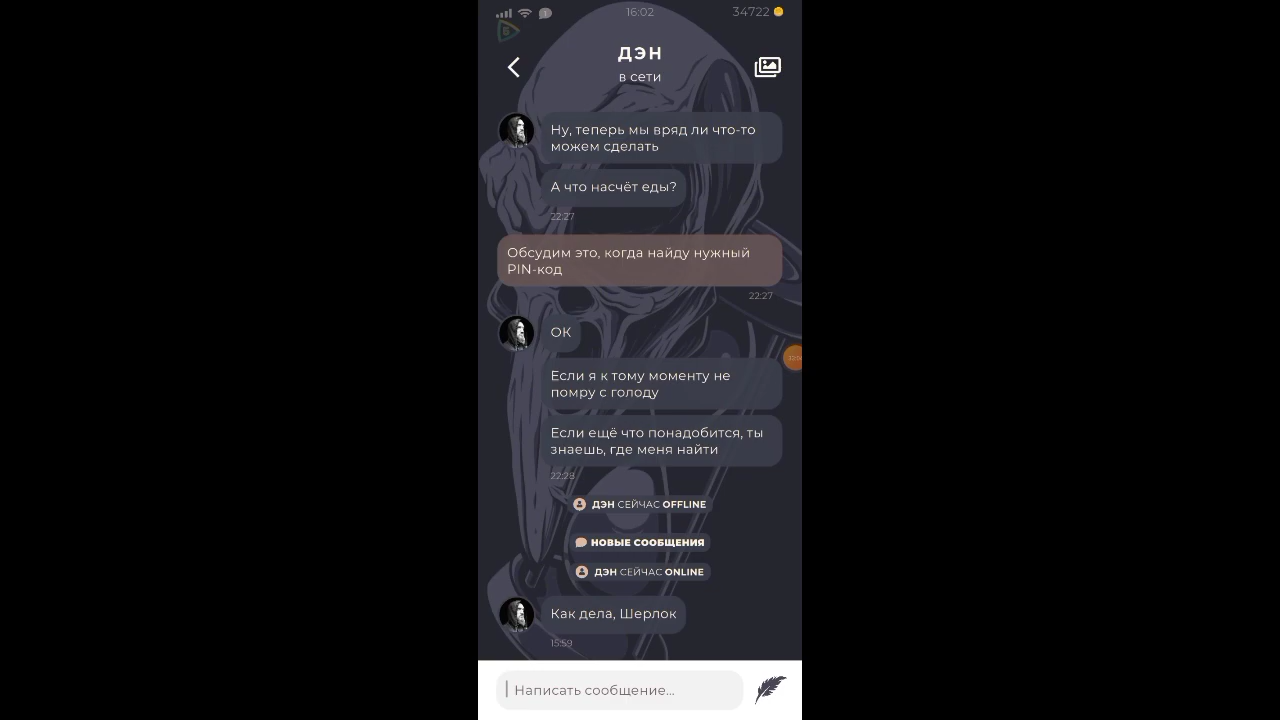 16:02
34722
ДЭН
в сети
Ну, теперь мы вряд ли что-то
можем сделать
А что насчёт еды?
22:27
Обсудим это, когда найду нужный
PIN-код
22:27
ОК
Если я к тому моменту не
помру с голоду
Если ещё что понадобится, ты
знаешь, где меня найти
22:28
ДЭН СЕЙЧАС OFFLINE
НОВЫЕ СООБЩЕНИЯ
ДЭН СЕЙЧАС ONLINE
Как дела, Шерлок
15:59
Написать сообщение...